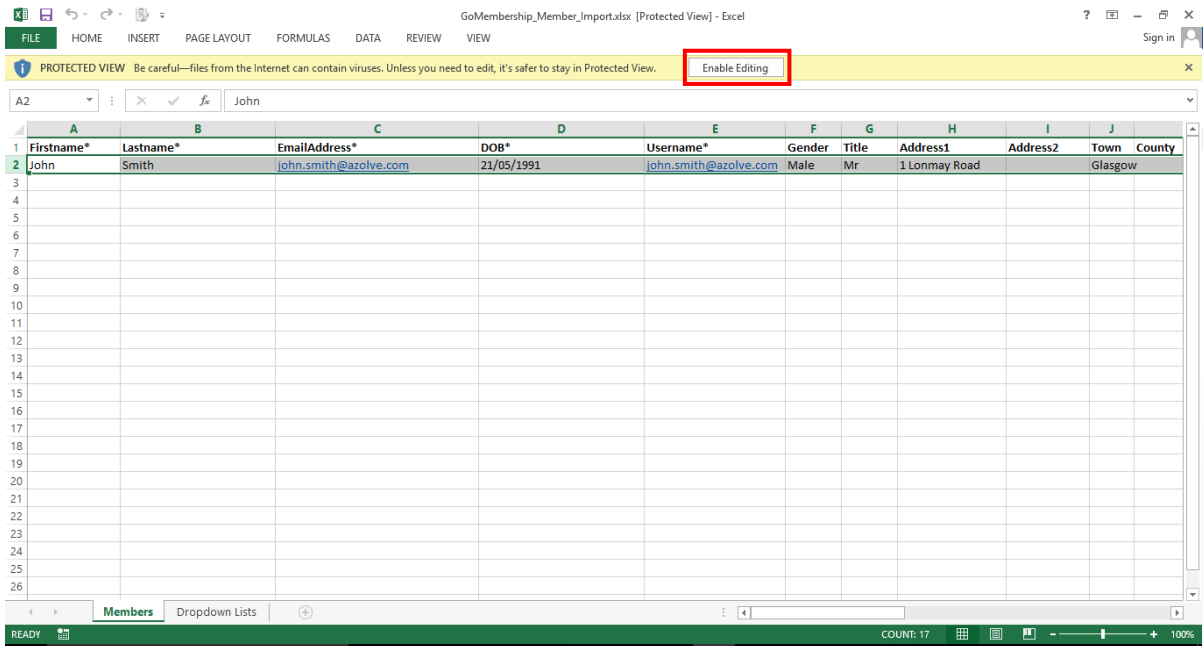 GoMembership_Member_Import.xlsx [Protected View] - Excel
FILE HOME INSERT PAGE LAYOUT FORMULAS DATA REVIEW VIEW Sign in
PROTECTED VIEW Be careful—files from the Internet can contain viruses. Unless you need to edit, it's safer to stay in Protected View. Enable Editing
A2 fx John
A B C D E F G H I J
1 Firstname* Lastname* EmailAddress* DOB* Username* Gender Title Address1 Address2 Town County
2 John Smith john.smith@azolve.com 21/05/1991 john.smith@azolve.com Male Mr 1 Lonmay Road Glasgow
3
4
5
6
7
8
9
10
11
12
13
14
15
16
17
18
19
20
21
22
23
24
25
26
Members Dropdown Lists
READY COUNT: 17 100%